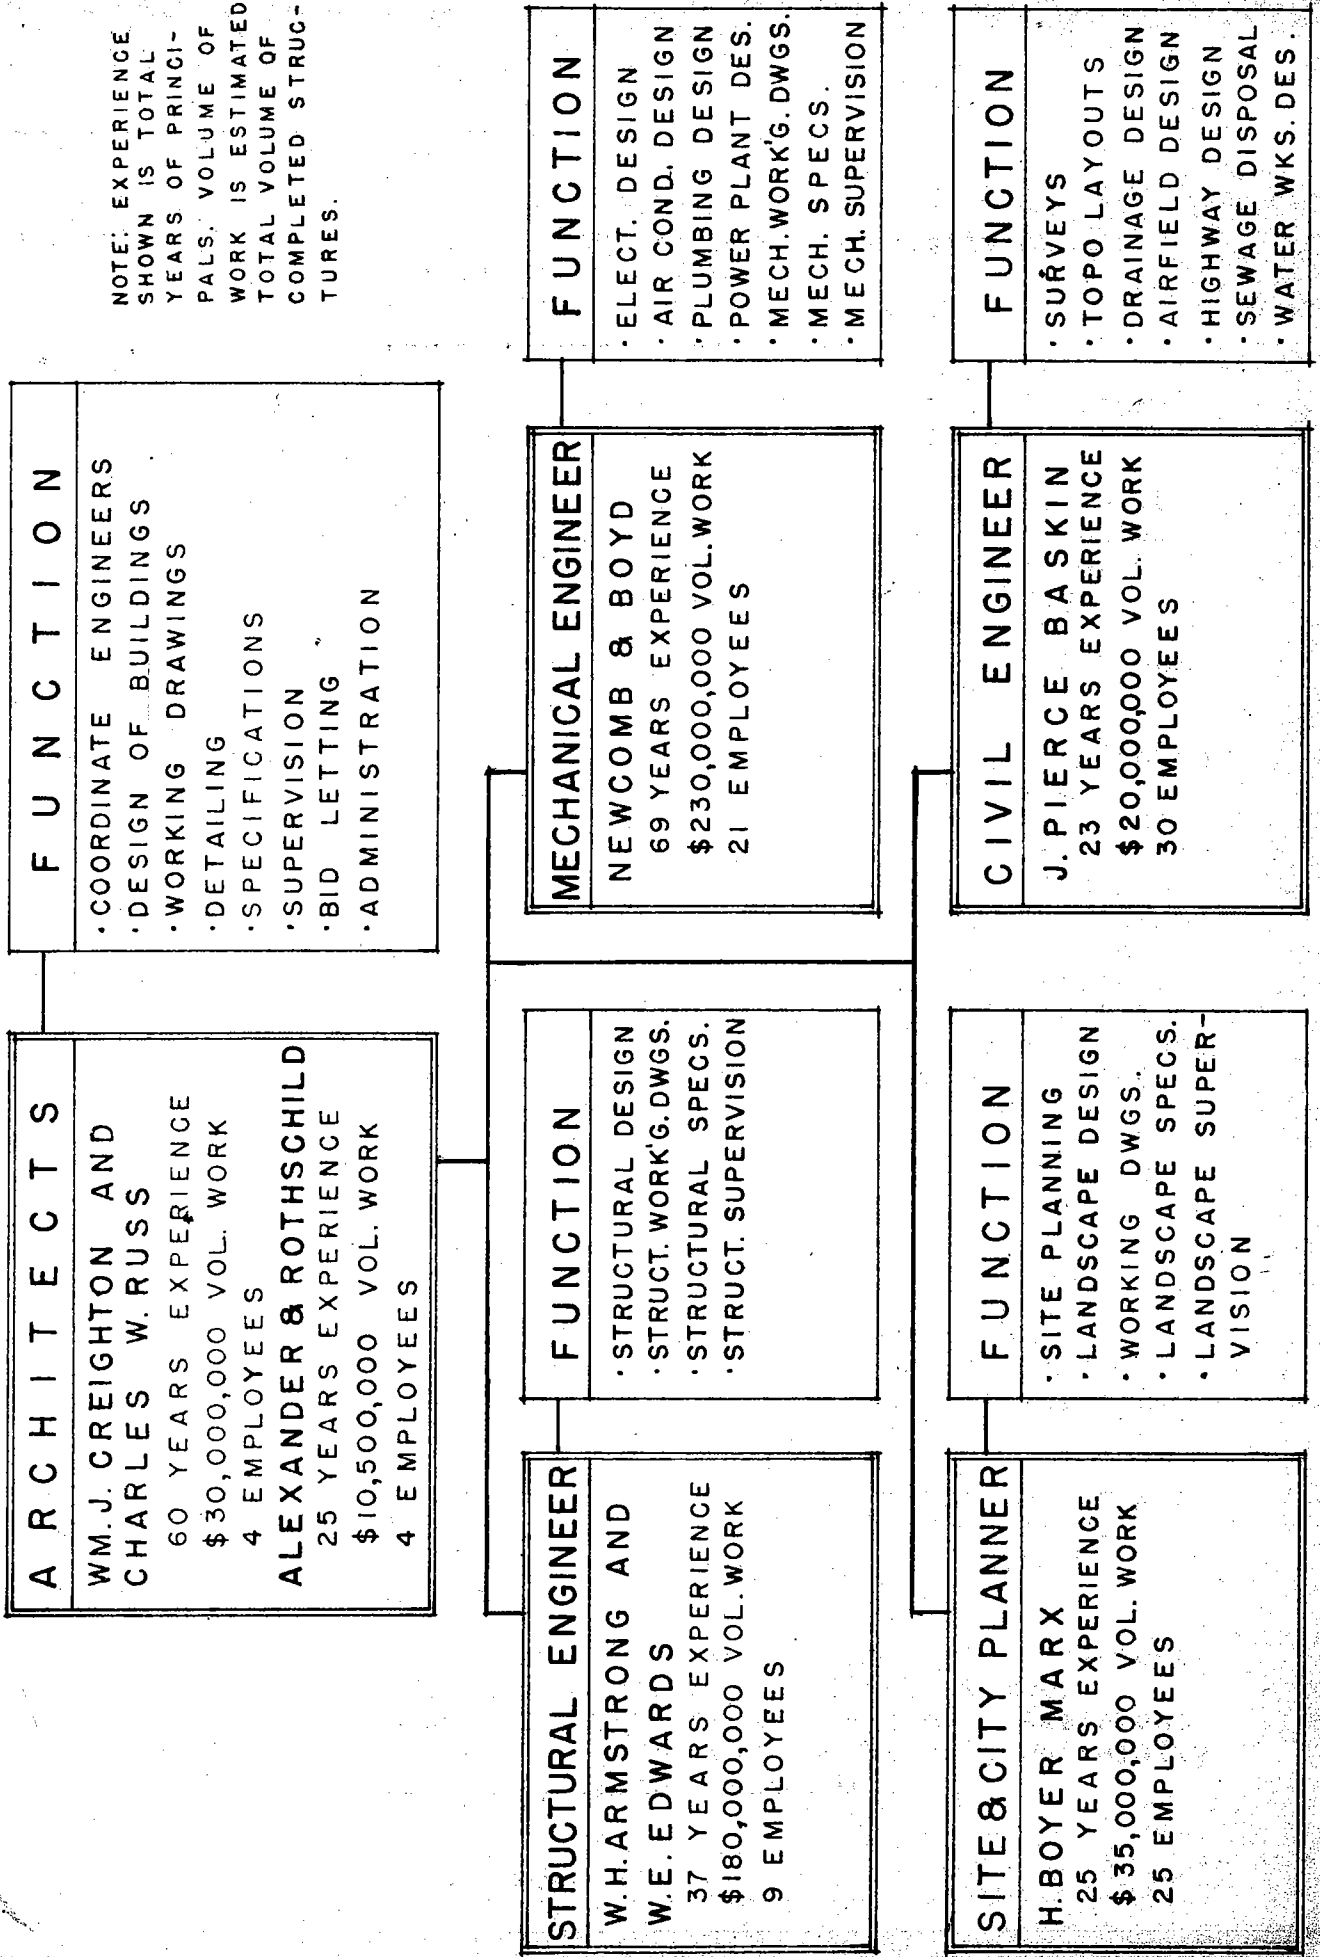 ARCHITECTS
WM. J. CREIGHTON AND
CHARLES W. RUSS
60 YEARS EXPERIENCE
$30,000,000 VOL. WORK
4 EMPLOYEES
ALEXANDER & ROTHSCHILD
25 YEARS EXPERIENCE
$10,500,000 VOL. WORK
4 EMPLOYEES
FUNCTION
· COORDINATE ENGINEERS
· DESIGN OF BUILDINGS
· WORKING DRAWINGS
· DETAILING
· SPECIFICATIONS
· SUPERVISION
· BID LETTING
· ADMINISTRATION
NOTE: EXPERIENCE
SHOWN IS TOTAL
YEARS OF PRINCI-
PALS. VOLUME OF
WORK IS ESTIMATED
TOTAL VOLUME OF
COMPLETED STRUC-
TURES.
STRUCTURAL ENGINEER
W.H. ARMSTRONG AND
W.E. EDWARDS
37 YEARS EXPERIENCE
$180,000,000 VOL. WORK
9 EMPLOYEES
FUNCTION
· STRUCTURAL DESIGN
· STRUCT. WORK'G. DWGS.
· STRUCTURAL SPECS.
· STRUCT. SUPERVISION
MECHANICAL ENGINEER
NEWCOMB & BOYD
69 YEARS EXPERIENCE
$230,000,000 VOL. WORK
21 EMPLOYEES
FUNCTION
· ELECT. DESIGN
· AIR COND. DESIGN
· PLUMBING DESIGN
· POWER PLANT DES.
· MECH. WORK'G. DWGS.
· MECH. SPECS.
· MECH. SUPERVISION
SITE & CITY PLANNER
H. BOYER MARX
25 YEARS EXPERIENCE
$35,000,000 VOL. WORK
25 EMPLOYEES
FUNCTION
· SITE PLANNING
· LANDSCAPE DESIGN
· WORKING DWGS.
· LANDSCAPE SPECS.
· LANDSCAPE SUPER-
VISION
CIVIL ENGINEER
J. PIERCE BASKIN
23 YEARS EXPERIENCE
$20,000,000 VOL. WORK
30 EMPLOYEES
FUNCTION
· SURVEYS
· TOPO LAYOUTS
· DRAINAGE DESIGN
· AIRFIELD DESIGN
· HIGHWAY DESIGN
· SEWAGE DISPOSAL
· WATER WKS. DES.